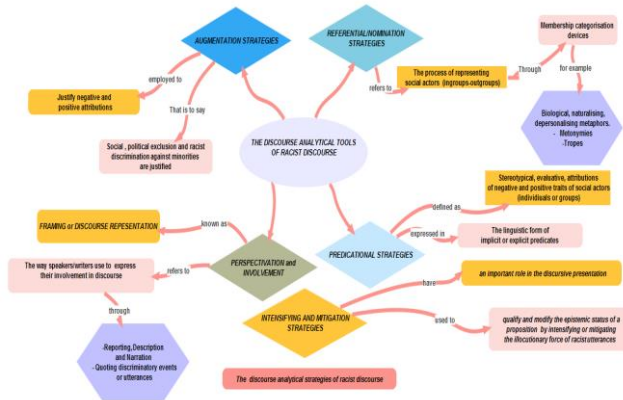 AUGMENTATION STRATEGIES
REFERENTIAL/NOMINATION
STRATEGIES
Membership categorisation
devices
employed to
refers to
The process of representing
social actors (ingroups-outgroups)
Through
for example
Justify negative and
positive attributions
That is to say
Biological, naturalising,
depersonalising metaphors.
- Metonymies
-Tropes
Social , political exclusion and racist
discrimination against minorities
are justified
THE DISCOURSE ANALYTICAL TOOLS
OF RACIST DISCOURSE
Stereotypical, evaluative, attributions
of negative and positive traits of social actors
(individuals or groups)
defined as
FRAMING or DISCOURSE REPESENTATION
known as
expressed in
The linguistic form of
implicit or explicit predicates
PREDICATIONAL STRATEGIES
PERSPECTIVATION and
INVOLVEMENT
The way speakers/writers use to express
their involvement in discourse
refers to
have
an important role in the discursive presentation
through
INTENSIFYING AND MITIGATION
STRATEGIES
used to
qualify and modify the epistemic status of a
proposition by intensifying or mitigating
the illocutionary force of racist utterances
-Reporting, Description
and Narration
- Quoting discriminatory events
or utterances
The discourse analytical strategies of racist discourse